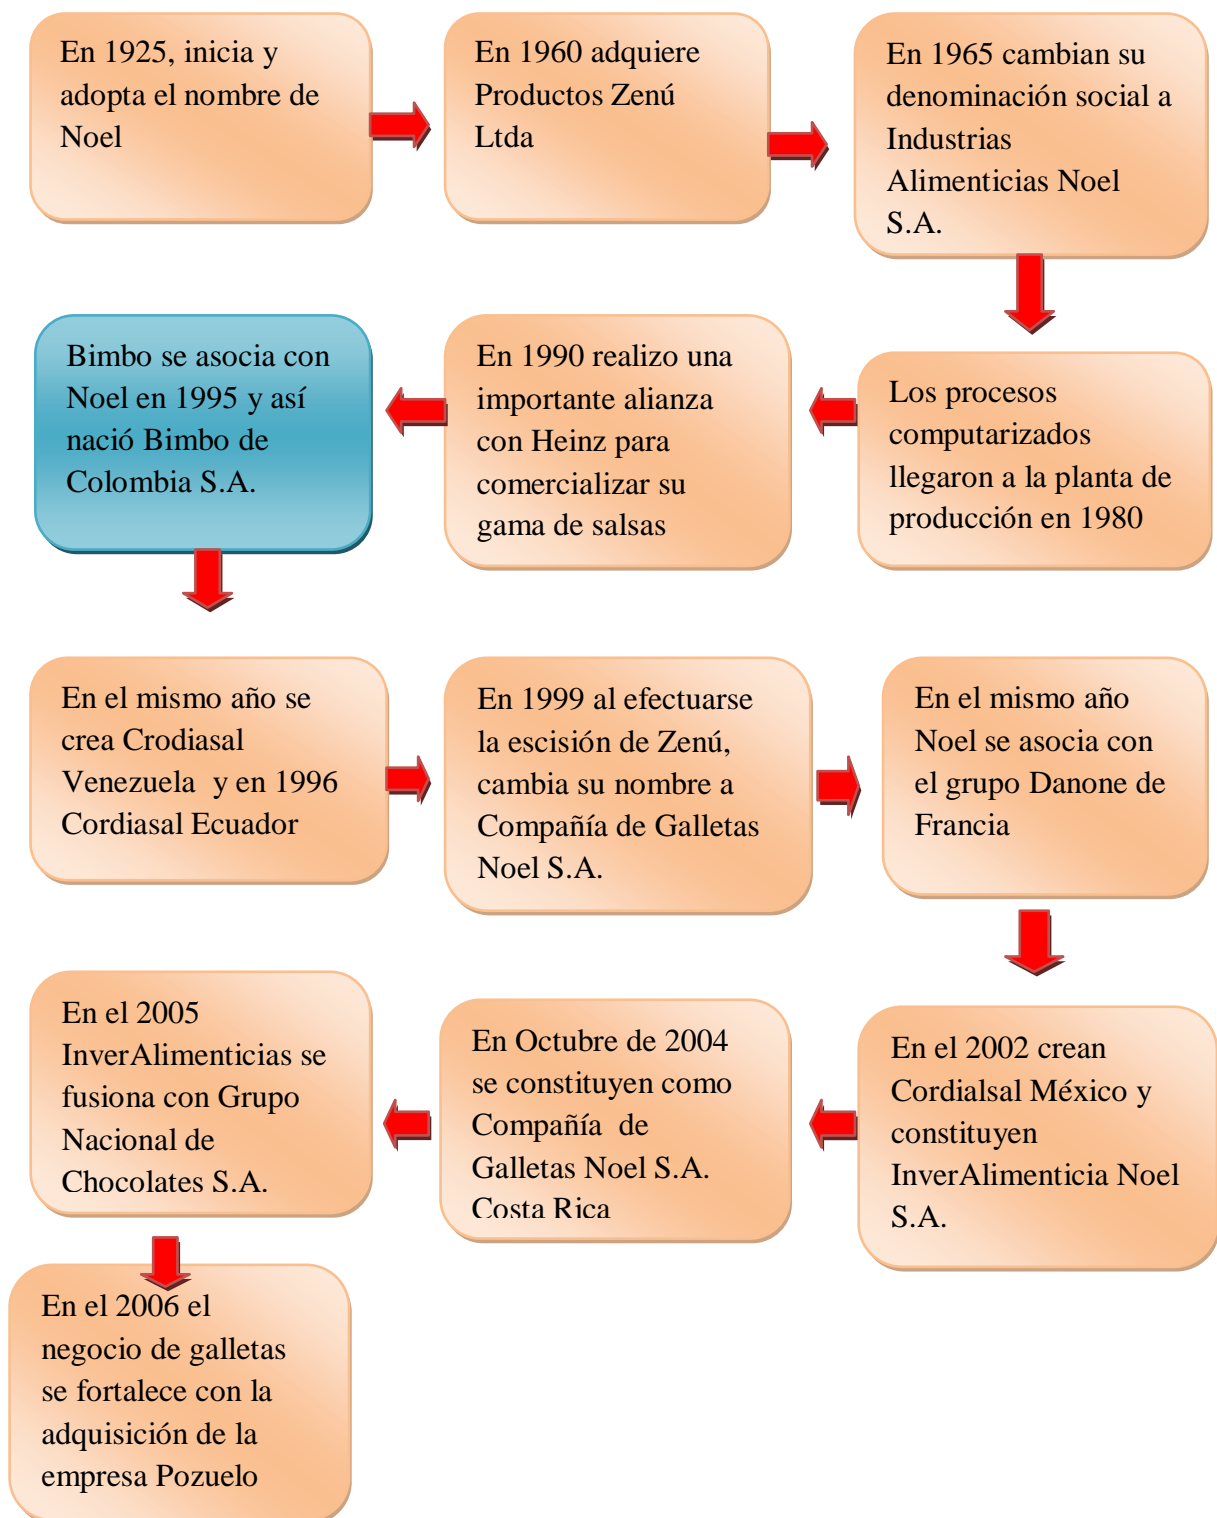 En 1925, inicia y
adopta el nombre de
Noel
En 1960 adquiere
Productos Zenú
Ltda
En 1965 cambian su
denominación social a
Industrias
Alimenticias Noel
S.A.
Los procesos
computarizados
llegaron a la planta de
producción en 1980
En 1990 realizo una
importante alianza
con Heinz para
comercializar su
gama de salsas
Bimbo se asocia con
Noel en 1995 y así
nació Bimbo de
Colombia S.A.
En el mismo año se
crea Crodiasal
Venezuela y en 1996
Cordiasal Ecuador
En 1999 al efectuarse
la escisión de Zenú,
cambia su nombre a
Compañía de Galletas
Noel S.A.
En el mismo año
Noel se asocia con
el grupo Danone de
Francia
En el 2002 crean
Cordialsal México y
constituyen
InverAlimenticia Noel
S.A.
En Octubre de 2004
se constituyen como
Compañía de
Galletas Noel S.A.
Costa Rica
En el 2005
InverAlimenticias se
fusiona con Grupo
Nacional de
Chocolates S.A.
En el 2006 el
negocio de galletas
se fortalece con la
adquisición de la
empresa Pozuelo